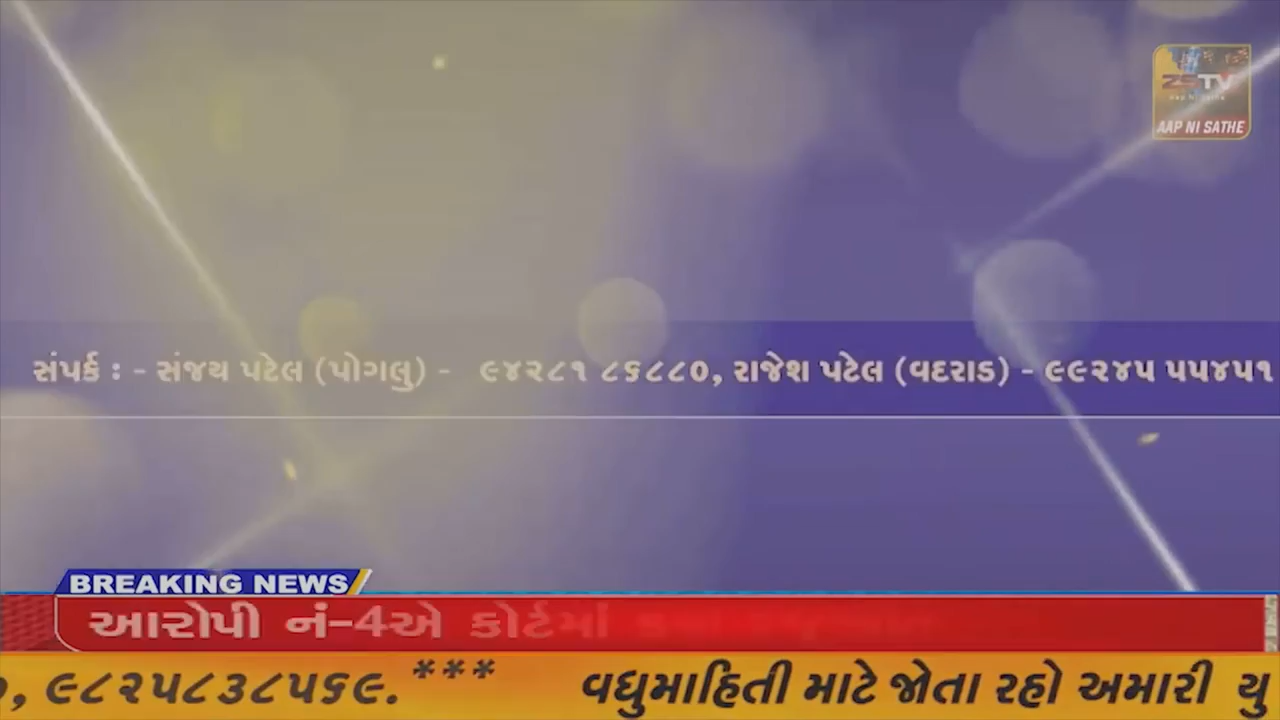 ZSTV
AAP NI SATHE
સંપર્ક : - સંજય પટેલ (પોગલુ) - ૯૪૨૮૧ ૮૬૮૮૦, રાજેશ પટેલ (વદરાડ) - ૯૯૨૪૫ ૫૫૪૫૧
BREAKING NEWS
આરોપી નં-4એ કોર્ટમાં
, ૯૮૨૫૮૩૮૫૬૯. *** વધુમાહિતી માટે જોતા રહો અમારી યુ